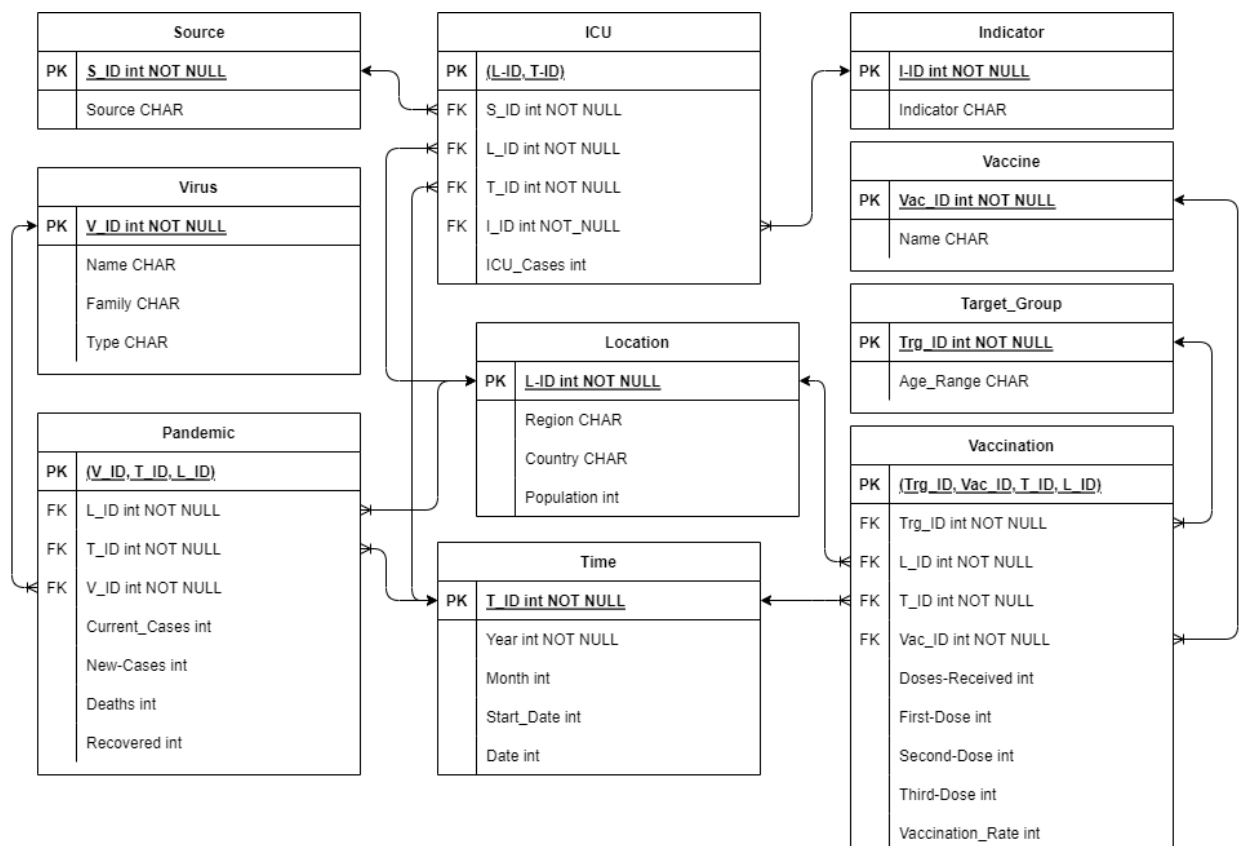 Source
PK S_ID int NOT NULL
Source CHAR
Virus
PK V_ID int NOT NULL
Name CHAR
Family CHAR
Type CHAR
Pandemic
PK (V_ID, T_ID, L_ID)
FK L_ID int NOT NULL
FK T_ID int NOT NULL
FK V_ID int NOT NULL
Current_Cases int
New-Cases int
Deaths int
Recovered int
ICU
PK (L-ID, T-ID)
FK S_ID int NOT NULL
FK L_ID int NOT NULL
FK T_ID int NOT NULL
FK I_ID int NOT_NULL
ICU_Cases int
Location
PK L-ID int NOT NULL
Region CHAR
Country CHAR
Population int
Time
PK T_ID int NOT NULL
Year int NOT NULL
Month int
Start_Date int
Date int
Indicator
PK I-ID int NOT NULL
Indicator CHAR
Vaccine
PK Vac_ID int NOT NULL
Name CHAR
Target_Group
PK Trg_ID int NOT NULL
Age_Range CHAR
Vaccination
PK (Trg_ID, Vac_ID, T_ID, L_ID)
FK Trg_ID int NOT NULL
FK L_ID int NOT NULL
FK T_ID int NOT NULL
FK Vac_ID int NOT NULL
Doses-Received int
First-Dose int
Second-Dose int
Third-Dose int
Vaccination_Rate int